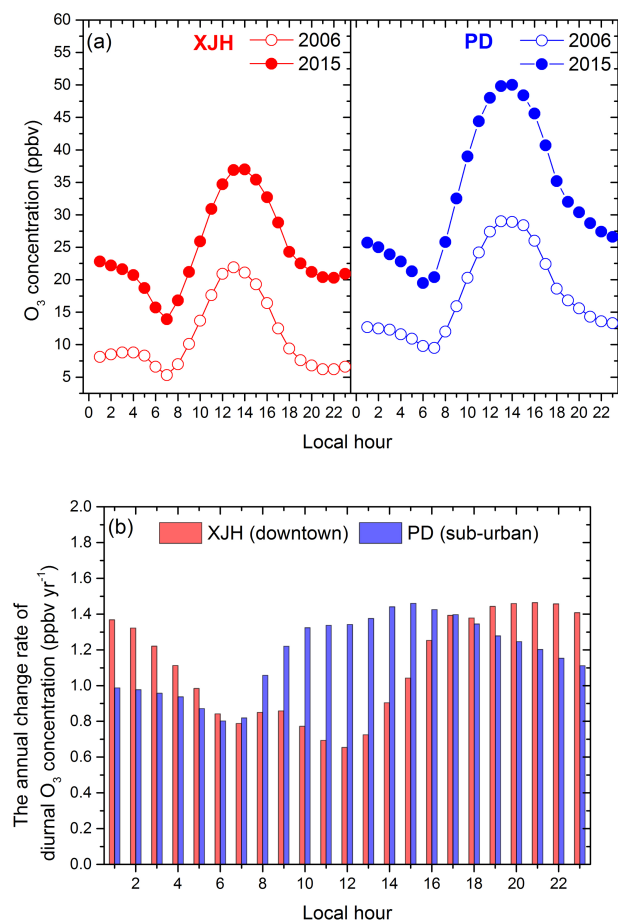 (a)
XJH
2006
2015
PD
2006
2015
O3 concentration (ppbv)
60
55
50
45
40
35
30
25
20
15
10
5
0 2 4 6 8 10 12 14 16 18 20 22
0 2 4 6 8 10 12 14 16 18 20 22
Local hour
Local hour
(b)
XJH (downtown)
PD (sub-urban)
The annual change rate of
diurnal O3 concentration (ppbv yr-1)
2.0
1.8
1.6
1.4
1.2
1.0
0.8
0.6
0.4
0.2
0.0
2 4 6 8 10 12 14 16 18 20 22
Local hour